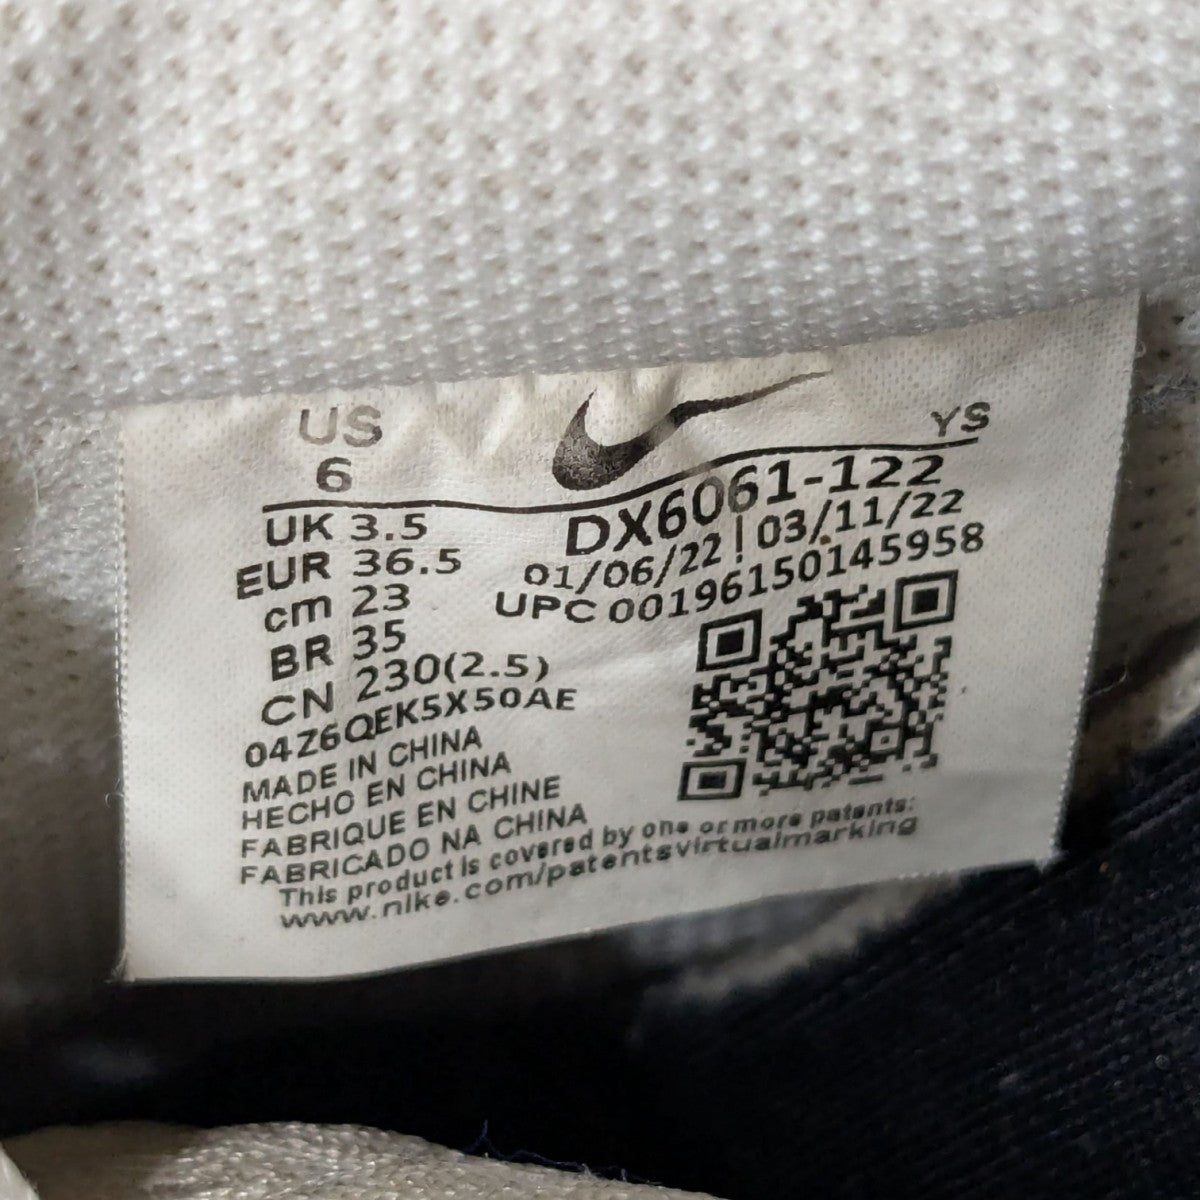 US
6
YS
UK 3.5
EUR 36.5
cm 23
BR 35
CN 230(2.5)
DX6061-122
01/06/22 | 03/11/22
UPC 00196150145958
04Z6QEK5X50AE
MADE IN CHINA
HECHO EN CHINA
FABRIQUE EN CHINE
FABRICADO NA CHINA
This product is covered by one or more patents:
www.nike.com/patentsvirtualmarking